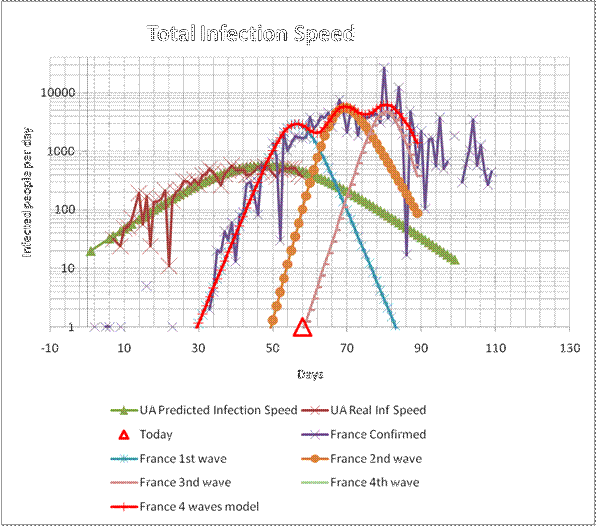 Total Infection Speed
Infected people per day
10000
1000
100
10
1
-10 10 30 50 70 90 110 130
Days
UA Predicted Infection Speed UA Real Inf Speed
Today France Confirmed
France 1st wave France 2nd wave
France 3nd wave France 4th wave
France 4 waves model